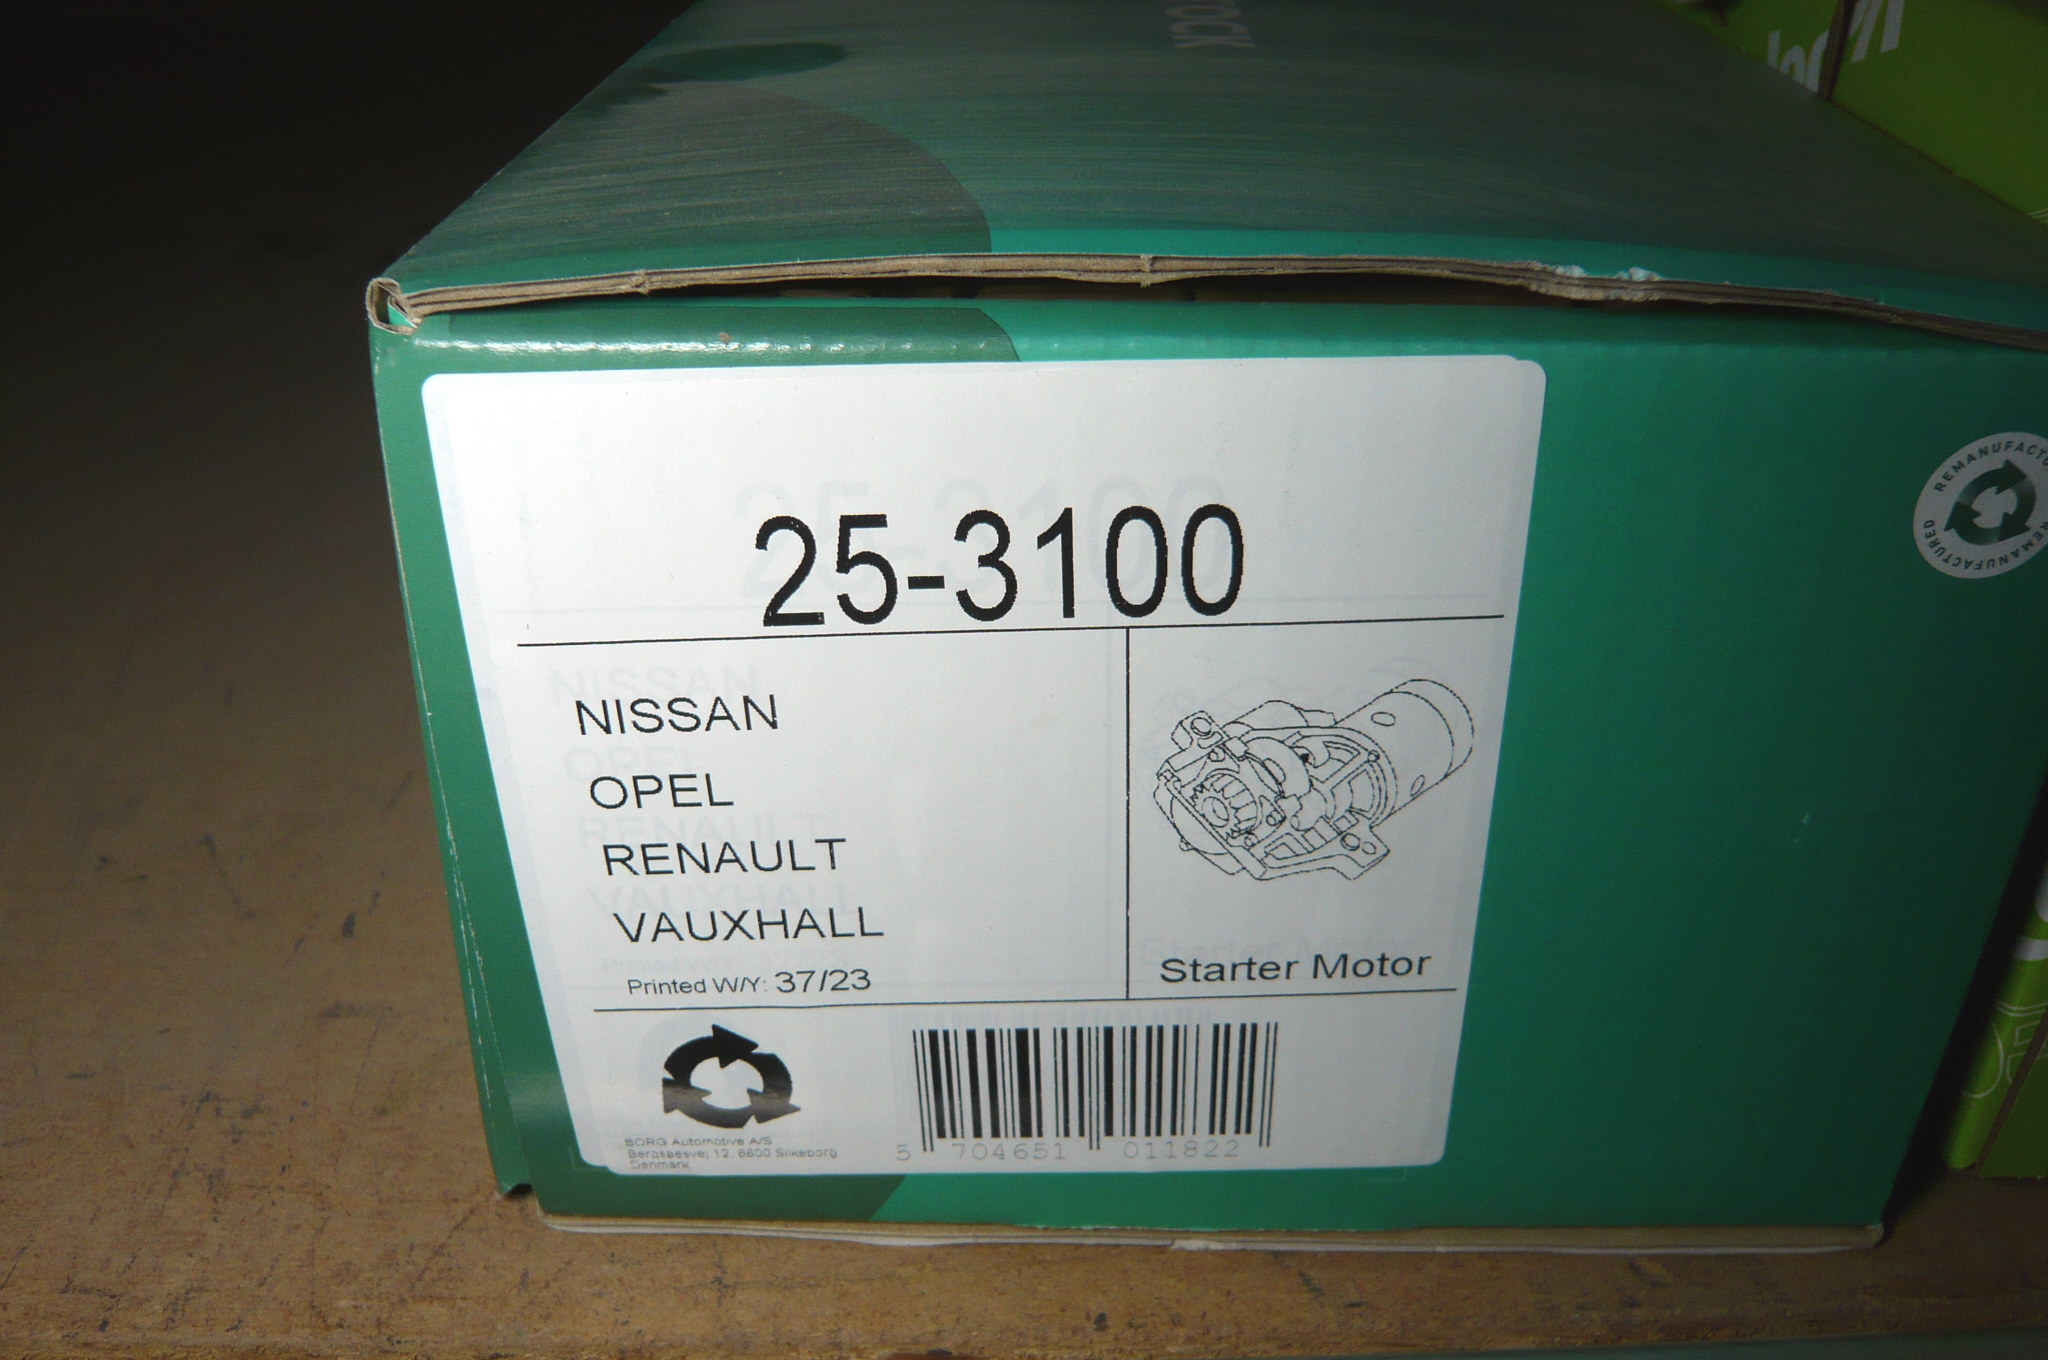 25-3100
NISSAN
OPEL
RENAULT
VAUXHALL
Printed W/Y: 37/23
Starter Motor
BORG Automotive A/S
Bergsøesvej 12, 8600 Silkeborg
Denmark
5 704651 011822
REMANUFACTURED